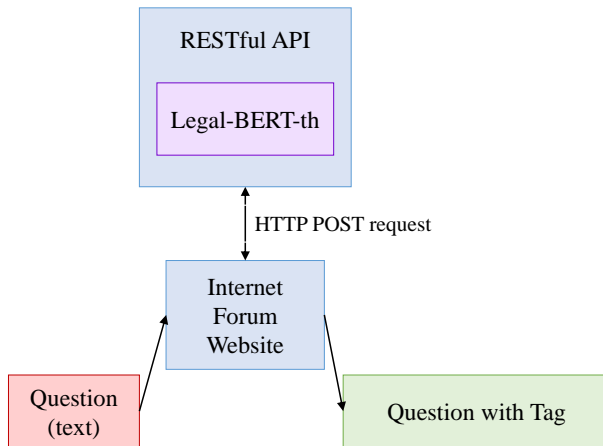 RESTful API
Legal-BERT-th
HTTP POST request
Internet
Forum
Website
Question
(text)
Question with Tag